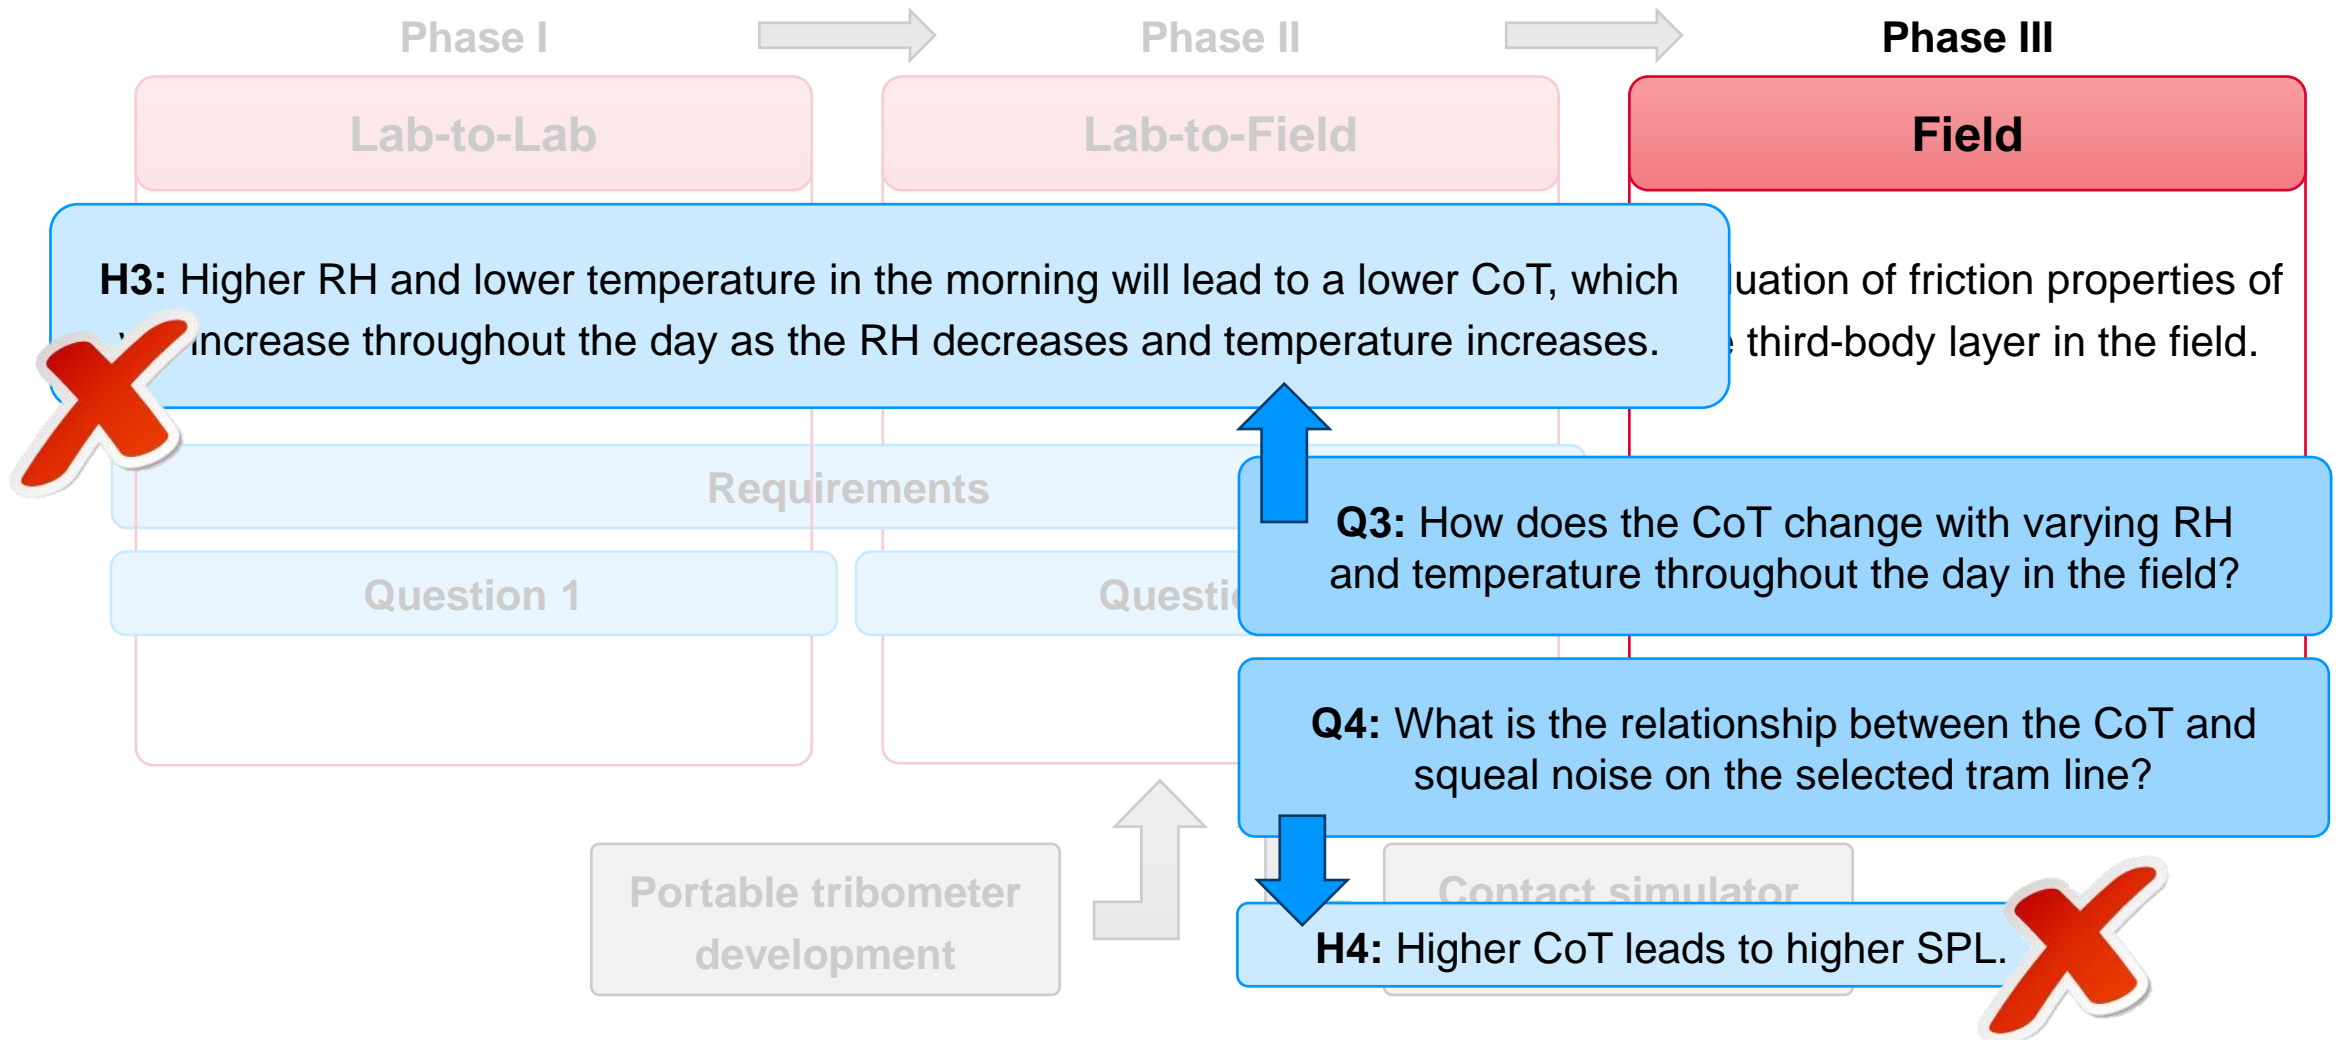 Phase I
Phase II
Phase III
Lab-to-Lab
Lab-to-Field
Field
H3: Higher RH and lower temperature in the morning will lead to a lower CoT, which
increase throughout the day as the RH decreases and temperature increases.
luation of friction properties of
third-body layer in the field.
Requirements
Q3: How does the CoT change with varying RH
and temperature throughout the day in the field?
Question 1
Questio
Q4: What is the relationship between the CoT and
squeal noise on the selected tram line?
Portable tribometer
development
Contact simulator
H4: Higher CoT leads to higher SPL.